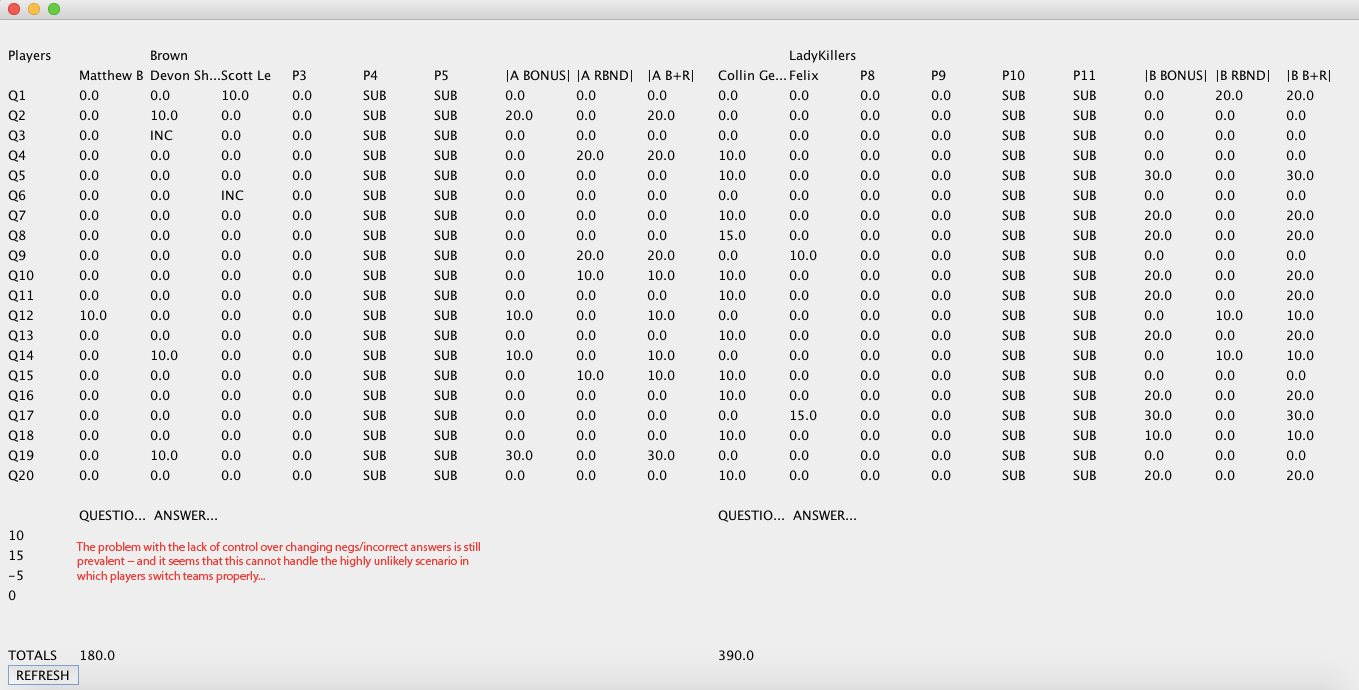 Players Brown LadyKillers
Matthew B Devon Sh... Scott Le P3 P4 P5 |A BONUS| |A RBND| |A B+R| Collin Ge... Felix P8 P9 P10 P11 |B BONUS| |B RBND| |B B+R|
Q1 0.0 0.0 10.0 0.0 SUB SUB 0.0 0.0 0.0 0.0 0.0 0.0 0.0 SUB SUB 0.0 20.0 20.0
Q2 0.0 10.0 0.0 0.0 SUB SUB 20.0 0.0 20.0 0.0 0.0 0.0 0.0 SUB SUB 0.0 0.0 0.0
Q3 0.0 INC 0.0 0.0 SUB SUB 0.0 0.0 0.0 0.0 0.0 0.0 0.0 SUB SUB 0.0 0.0 0.0
Q4 0.0 0.0 0.0 0.0 SUB SUB 0.0 20.0 20.0 10.0 0.0 0.0 0.0 SUB SUB 0.0 0.0 0.0
Q5 0.0 0.0 0.0 0.0 SUB SUB 0.0 0.0 0.0 10.0 0.0 0.0 0.0 SUB SUB 30.0 0.0 30.0
Q6 0.0 0.0 INC 0.0 SUB SUB 0.0 0.0 0.0 0.0 0.0 0.0 0.0 SUB SUB 0.0 0.0 0.0
Q7 0.0 0.0 0.0 0.0 SUB SUB 0.0 0.0 0.0 10.0 0.0 0.0 0.0 SUB SUB 20.0 0.0 20.0
Q8 0.0 0.0 0.0 0.0 SUB SUB 0.0 0.0 0.0 15.0 0.0 0.0 0.0 SUB SUB 20.0 0.0 20.0
Q9 0.0 0.0 0.0 0.0 SUB SUB 0.0 20.0 20.0 0.0 10.0 0.0 0.0 SUB SUB 0.0 0.0 0.0
Q10 0.0 0.0 0.0 0.0 SUB SUB 0.0 10.0 10.0 10.0 0.0 0.0 0.0 SUB SUB 20.0 0.0 20.0
Q11 0.0 0.0 0.0 0.0 SUB SUB 0.0 0.0 0.0 10.0 0.0 0.0 0.0 SUB SUB 20.0 0.0 20.0
Q12 10.0 0.0 0.0 0.0 SUB SUB 10.0 0.0 10.0 0.0 0.0 0.0 0.0 SUB SUB 0.0 10.0 10.0
Q13 0.0 0.0 0.0 0.0 SUB SUB 0.0 0.0 0.0 10.0 0.0 0.0 0.0 SUB SUB 20.0 0.0 20.0
Q14 0.0 10.0 0.0 0.0 SUB SUB 10.0 0.0 10.0 0.0 0.0 0.0 0.0 SUB SUB 0.0 10.0 10.0
Q15 0.0 0.0 0.0 0.0 SUB SUB 0.0 10.0 10.0 10.0 0.0 0.0 0.0 SUB SUB 0.0 0.0 0.0
Q16 0.0 0.0 0.0 0.0 SUB SUB 0.0 0.0 0.0 10.0 0.0 0.0 0.0 SUB SUB 20.0 0.0 20.0
Q17 0.0 0.0 0.0 0.0 SUB SUB 0.0 0.0 0.0 0.0 15.0 0.0 0.0 SUB SUB 30.0 0.0 30.0
Q18 0.0 0.0 0.0 0.0 SUB SUB 0.0 0.0 0.0 10.0 0.0 0.0 0.0 SUB SUB 10.0 0.0 10.0
Q19 0.0 10.0 0.0 0.0 SUB SUB 30.0 0.0 30.0 0.0 0.0 0.0 0.0 SUB SUB 0.0 0.0 0.0
Q20 0.0 0.0 0.0 0.0 SUB SUB 0.0 0.0 0.0 10.0 0.0 0.0 0.0 SUB SUB 20.0 0.0 20.0
QUESTIO... ANSWER... QUESTIO... ANSWER...
10
The problem with the lack of control over changing negs/incorrect answers is still
15
prevalent – and it seems that this cannot handle the highly unlikely scenario in
-5
which players switch teams properly...
0
TOTALS 180.0 390.0
REFRESH